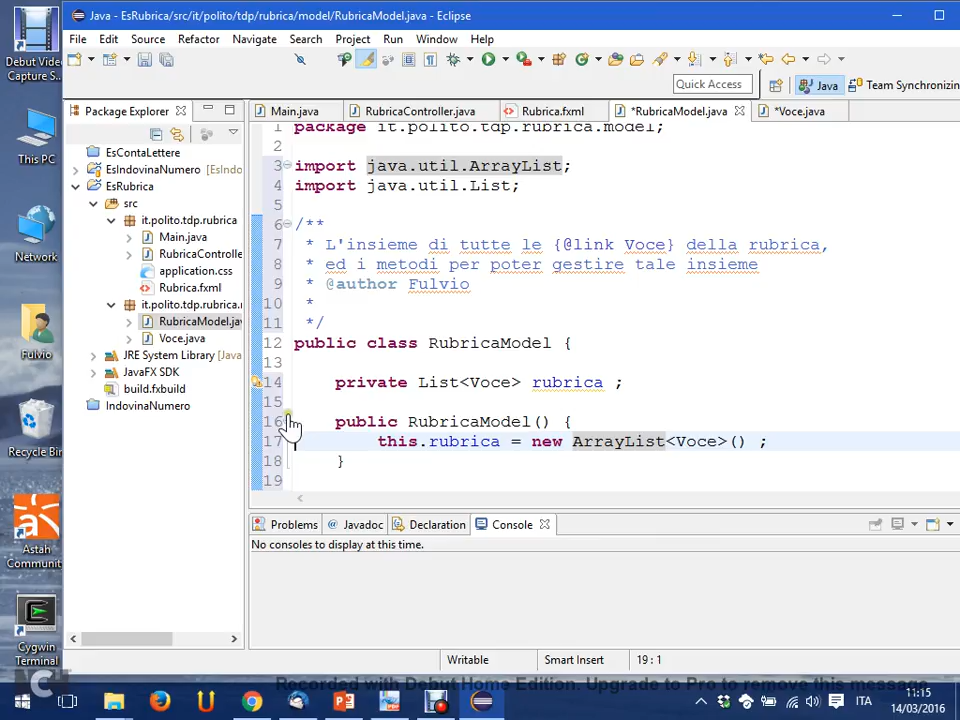 Java - EsRubrica/src/it/polito/tdp/rubrica/model/RubricaModel.java - Eclipse
File Edit Source Refactor Navigate Search Project Run Window Help
Quick Access
Java
Team Synchronizin
Debut Video
Capture S...
This PC
Network
Fulvio
Recycle Bin
Astah
Communit
Cygwin
Terminal
Package Explorer
EsContaLettere
EsIndovinaNumero [EsIndo
EsRubrica
src
it.polito.tdp.rubrica
Main.java
RubricaControlle
application.css
Rubrica.fxml
it.polito.tdp.rubrica.
RubricaModel.jav
Voce.java
JRE System Library [Java
JavaFX SDK
build.fxbuild
IndovinaNumero
Main.java RubricaController.java Rubrica.fxml *RubricaModel.java *Voce.java
1 package it.polito.tdp.rubrica.model;
2
3 import java.util.ArrayList;
4 import java.util.List;
5
6 /**
7 * L'insieme di tutte le {@link Voce} della rubrica,
8 * ed i metodi per poter gestire tale insieme
9 * @author Fulvio
10 *
11 */
12 public class RubricaModel {
13
14 private List<Voce> rubrica ;
15
16 public RubricaModel() {
17 this.rubrica = new ArrayList<Voce>() ;
18 }
19
Problems @ Javadoc Declaration Console
No consoles to display at this time.
Writable Smart Insert 19 : 1
Recorded with Debut Home Edition. Upgrade to Pro to remove this message
ITA
11:15
14/03/2016